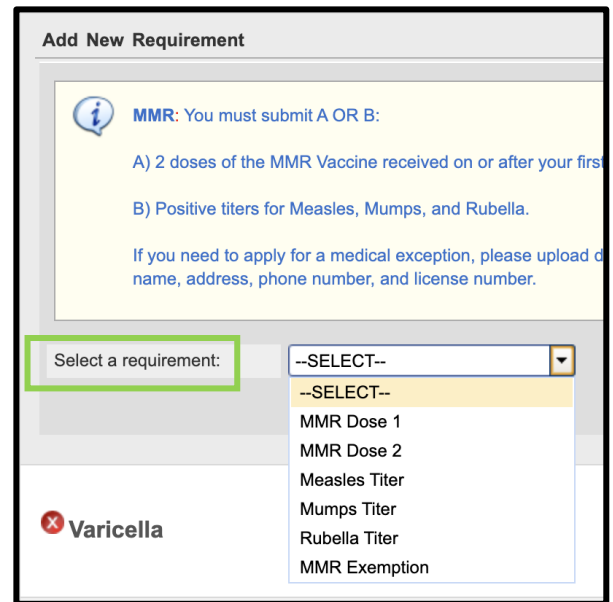 Add New Requirement
MMR: You must submit A OR B:
A) 2 doses of the MMR Vaccine received on or after your first
B) Positive titers for Measles, Mumps, and Rubella.
If you need to apply for a medical exception, please upload d
name, address, phone number, and license number.
Select a requirement:
--SELECT--
--SELECT--
MMR Dose 1
MMR Dose 2
Measles Titer
Mumps Titer
Rubella Titer
MMR Exemption
Varicella